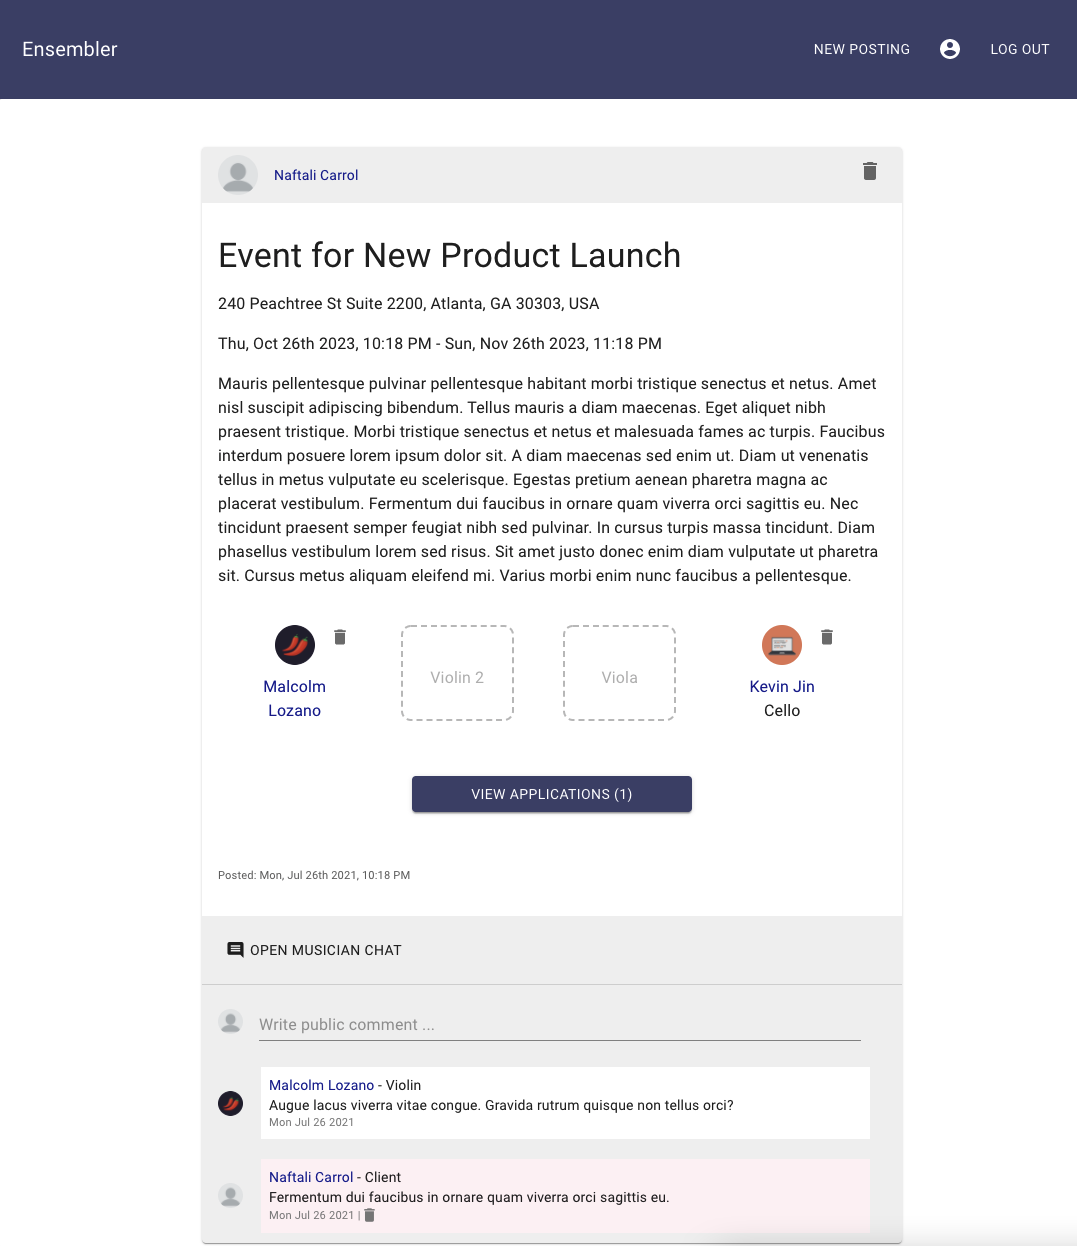 Ensembler
NEW POSTING
LOG OUT
Naftali Carrol
Event for New Product Launch
240 Peachtree St Suite 2200, Atlanta, GA 30303, USA
Thu, Oct 26th 2023, 10:18 PM - Sun, Nov 26th 2023, 11:18 PM
Mauris pellentesque pulvinar pellentesque habitant morbi tristique senectus et netus. Amet
nisl suscipit adipiscing bibendum. Tellus mauris a diam maecenas. Eget aliquet nibh
praesent tristique. Morbi tristique senectus et netus et malesuada fames ac turpis. Faucibus
interdum posuere lorem ipsum dolor sit. A diam maecenas sed enim ut. Diam ut venenatis
tellus in metus vulputate eu scelerisque. Egestas pretium aenean pharetra magna ac
placerat vestibulum. Fermentum dui faucibus in ornare quam viverra orci sagittis eu. Nec
tincidunt praesent semper feugiat nibh sed pulvinar. In cursus turpis massa tincidunt. Diam
phasellus vestibulum lorem sed risus. Sit amet justo donec enim diam vulputate ut pharetra
sit. Cursus metus aliquam eleifend mi. Varius morbi enim nunc faucibus a pellentesque.
Malcolm
Lozano
Violin 2
Viola
Kevin Jin
Cello
VIEW APPLICATIONS (1)
Posted: Mon, Jul 26th 2021, 10:18 PM
OPEN MUSICIAN CHAT
Write public comment ...
Malcolm Lozano - Violin
Augue lacus viverra vitae congue. Gravida rutrum quisque non tellus orci?
Mon Jul 26 2021
Naftali Carrol - Client
Fermentum dui faucibus in ornare quam viverra orci sagittis eu.
Mon Jul 26 2021 |